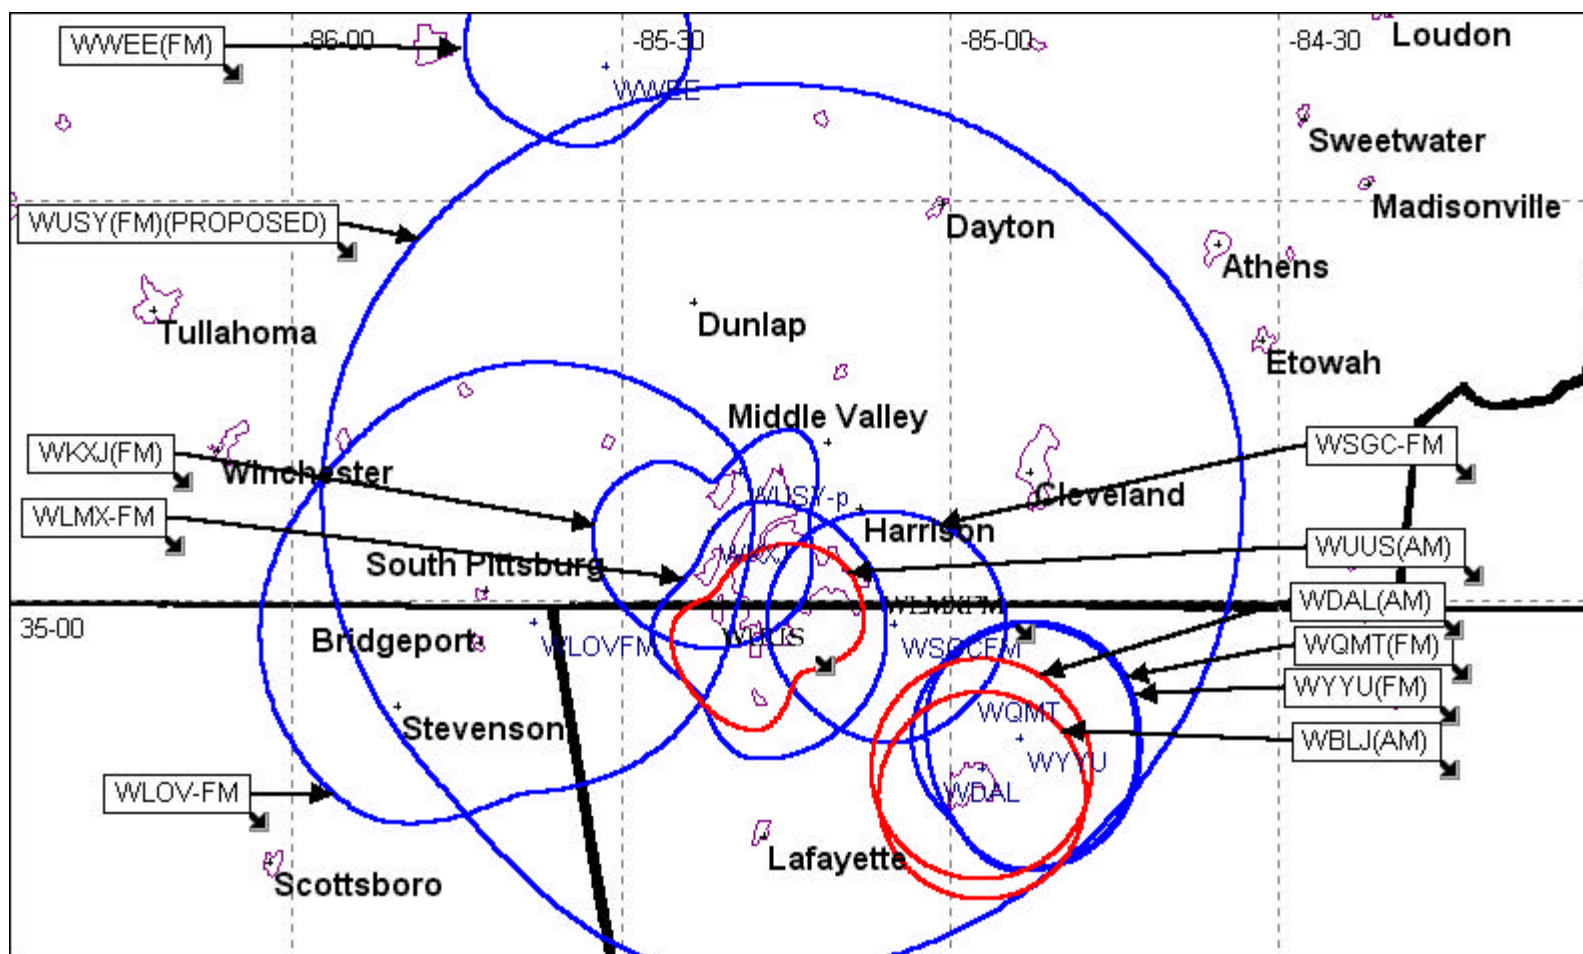 WWEE(FM)
-86-00
-85-30
-85-00
-84-30
Loudon
WWEE
Sweetwater
WUSY(FM)(PROPOSED)
Dayton
Madisonville
Athens
Tullahoma
Dunlap
Etowah
Middle Valley
WKXJ(FM)
Winchester
WSGC-FM
WUSY-p
Cleveland
WLMX-FM
Harrison
South Pittsburg
WKXJ
WUUS(AM)
35-00
WLMXFM
WDAL(AM)
Bridgeport
WLOVFM
WUUS
WSGCFM
WQMT(FM)
WYYU(FM)
Stevenson
WQMT
WBLJ(AM)
WYYU
WLOV-FM
WDAL
Lafayette
Scottsboro